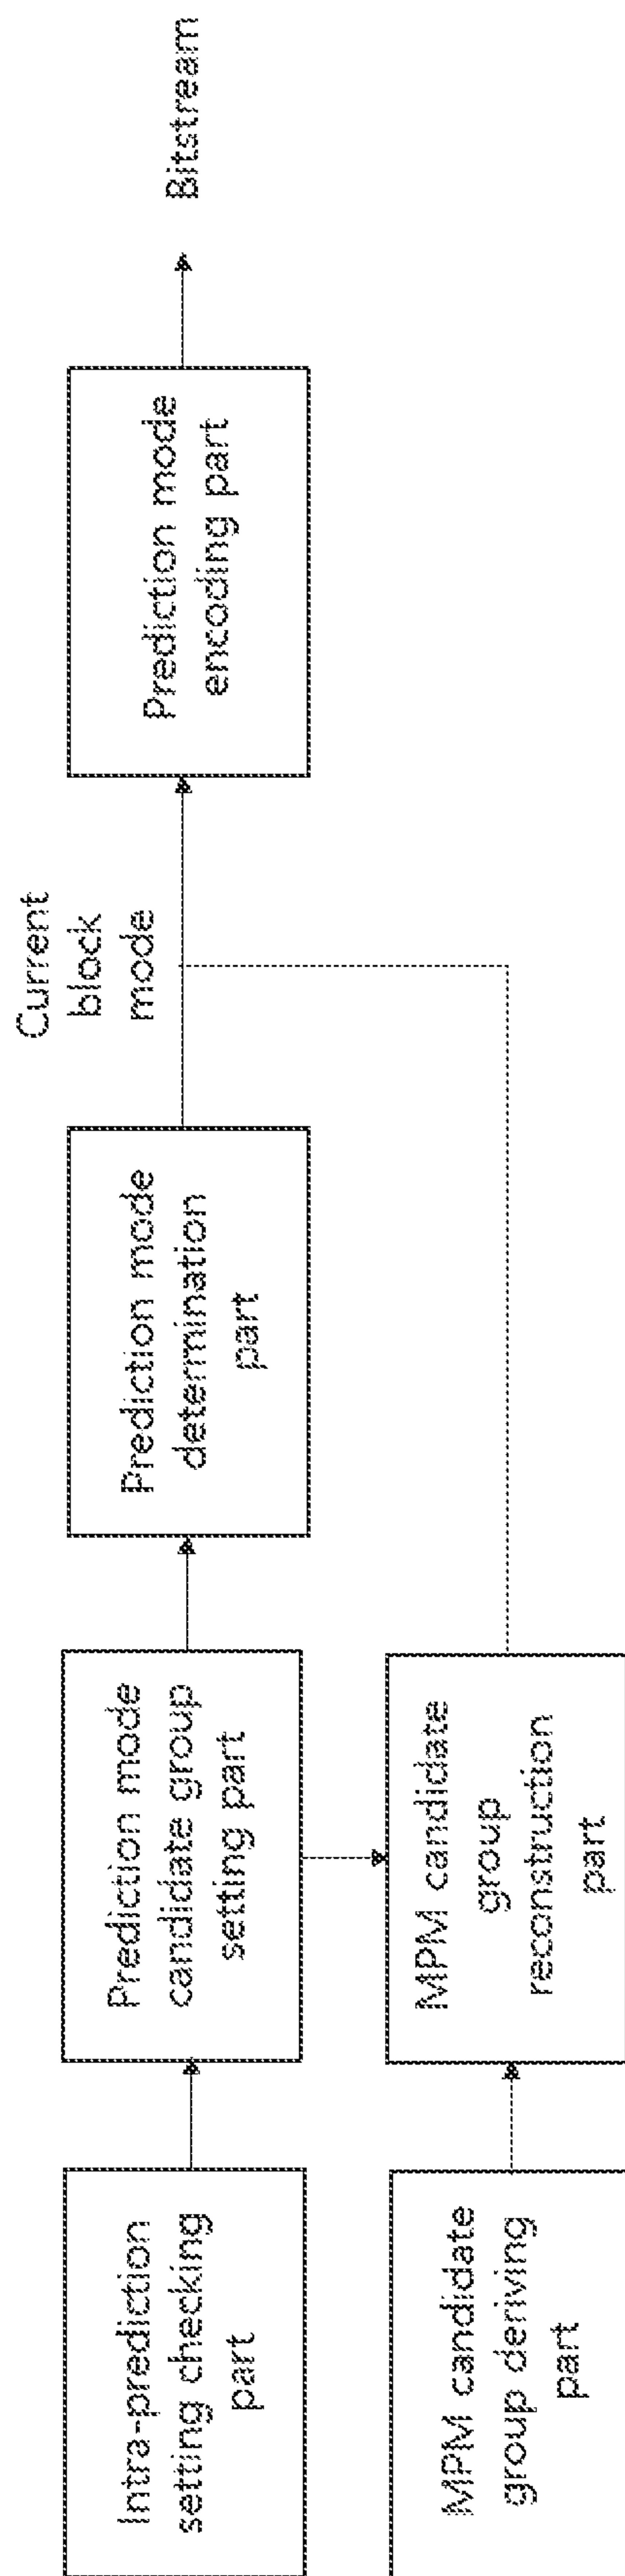 Intra-prediction
setting checking
part
Prediction mode
candidate group
setting part
Prediction mode
determination
part
Current
block
mode
Prediction mode
encoding part
Bitstream
MPM candidate
group deriving
part
MPM candidate
group
reconstruction
part